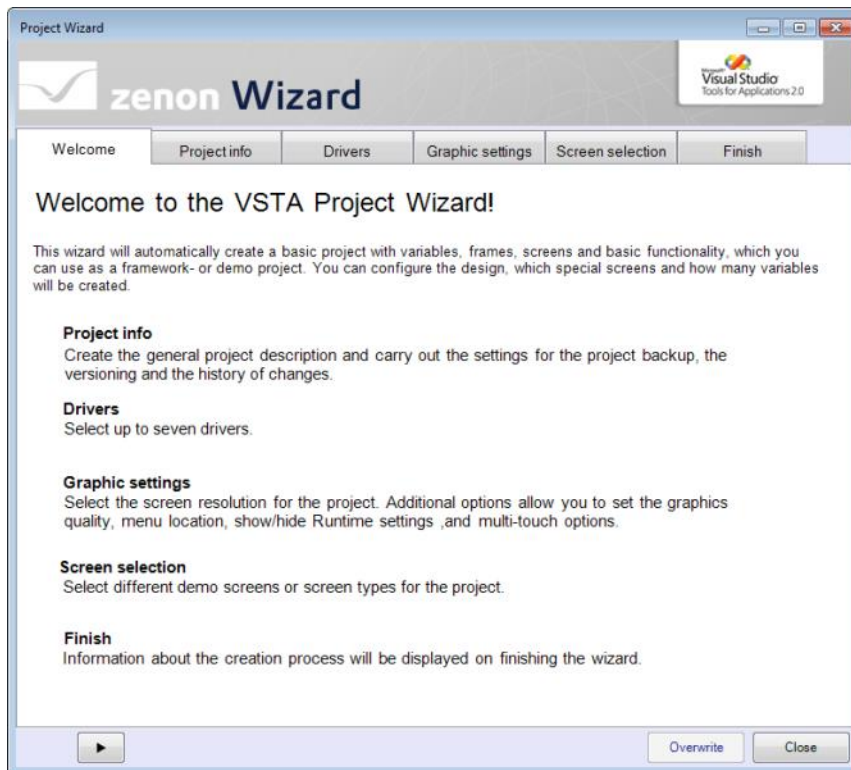 Project Wizard
zenon Wizard
Microsoft
Visual Studio
Tools for Applications 2.0
Welcome
Project info
Drivers
Graphic settings
Screen selection
Finish
Welcome to the VSTA Project Wizard!
This wizard will automatically create a basic project with variables, frames, screens and basic functionality, which you
can use as a framework- or demo project. You can configure the design, which special screens and how many variables
will be created.
Project info
Create the general project description and carry out the settings for the project backup, the
versioning and the history of changes.
Drivers
Select up to seven drivers.
Graphic settings
Select the screen resolution for the project. Additional options allow you to set the graphics
quality, menu location, show/hide Runtime settings ,and multi-touch options.
Screen selection
Select different demo screens or screen types for the project.
Finish
Information about the creation process will be displayed on finishing the wizard.
Overwrite
Close